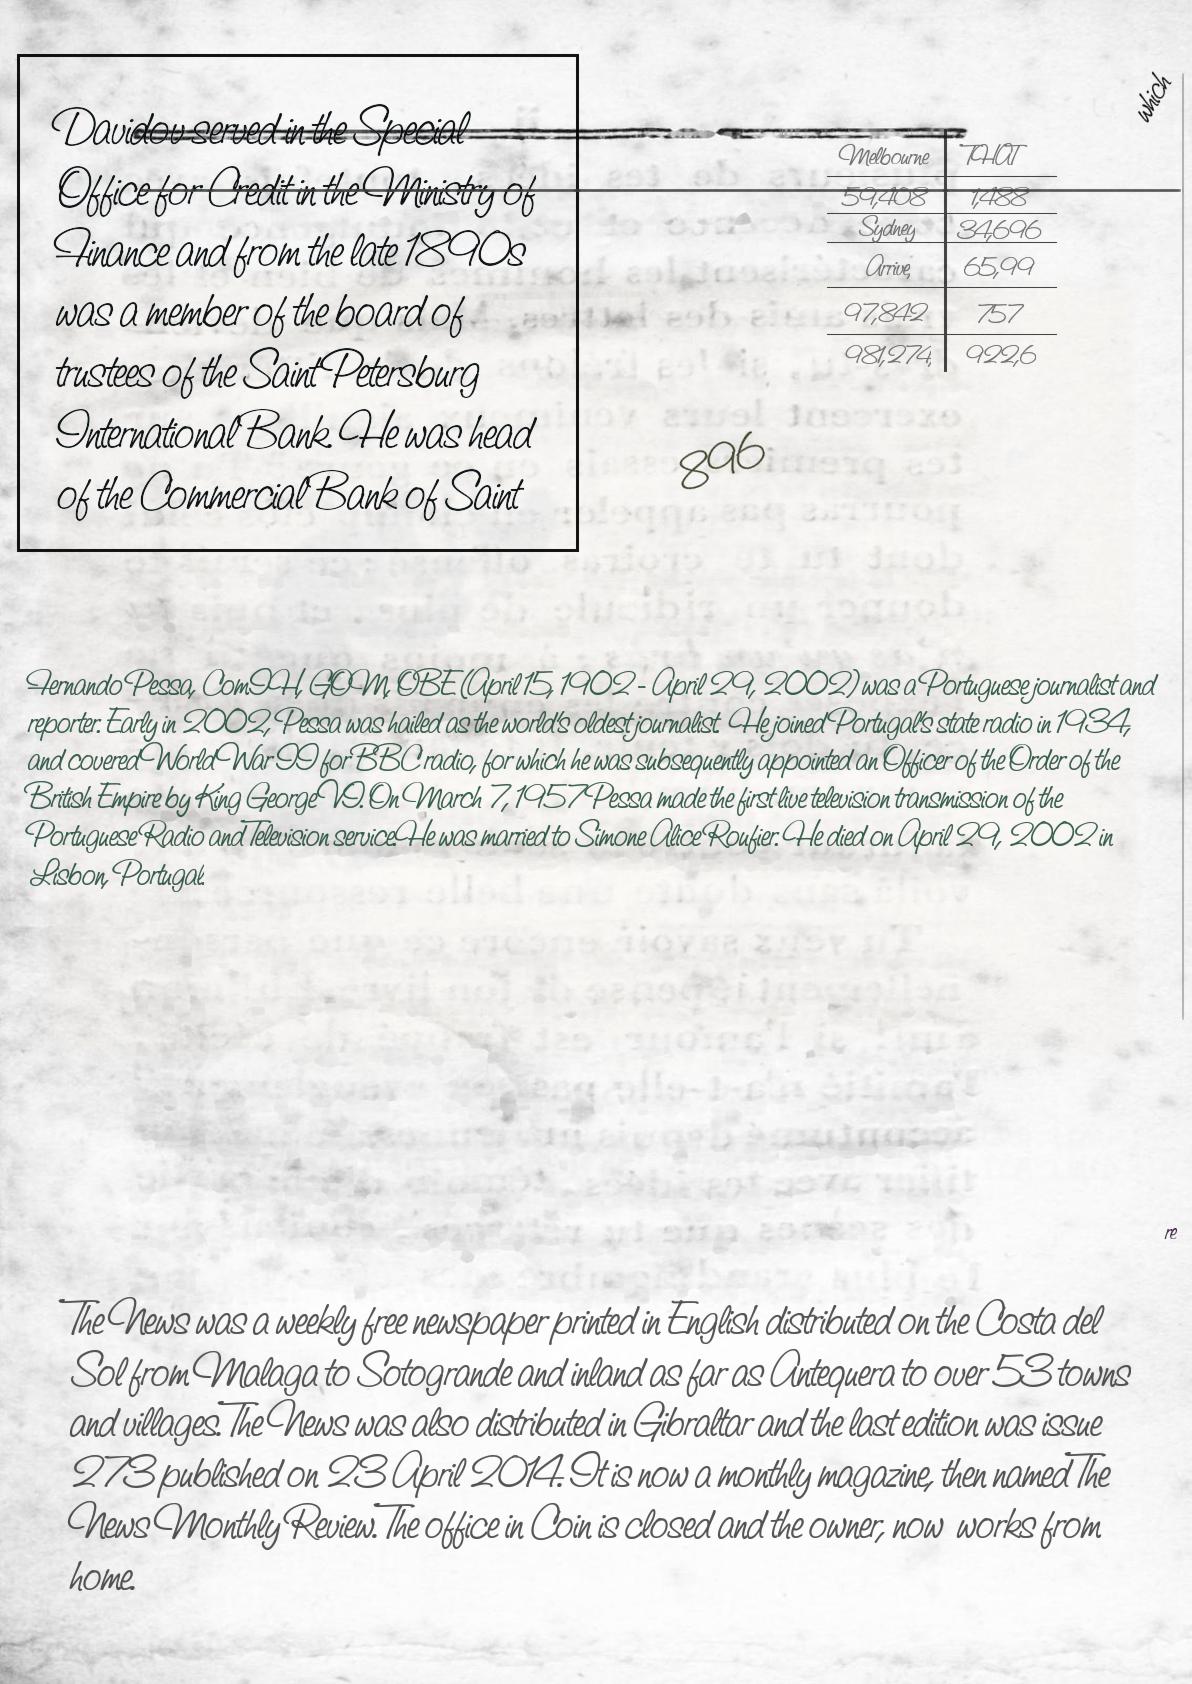 Davidov served in the Special
Office for Credit in the Ministry of
Finance and from the late 1890s
was a member of the board of
trustees of the Saint Petersburg
International Bank. He was head
of the Commercial Bank of Saint
which
Melbourne THAT
59,408 1,488
Sydney 34,696
Arrive, 65,99
97,842 757
981,274, 922,6
896
Fernando Pessa, ComIH, GOM, OBE (April 15, 1902 - April 29, 2002) was a Portuguese journalist and
reporter. Early in 2002, Pessa was hailed as the world's oldest journalist. He joined Portugal's state radio in 1934,
and covered World War II for BBC radio, for which he was subsequently appointed an Officer of the Order of the
British Empire by King George VI. On March 7, 1957 Pessa made the first live television transmission of the
Portuguese Radio and Television service.He was married to Simone Alice Roufier. He died on April 29, 2002 in
Lisbon, Portugal.
re
The News was a weekly free newspaper printed in English distributed on the Costa del
Sol from Malaga to Sotogrande and inland as far as Antequera to over 53 towns
and villages. The News was also distributed in Gibraltar and the last edition was issue
273 published on 23 April 2014. It is now a monthly magazine, then named The
News Monthly Review. The office in Coin is closed and the owner, now works from
home.